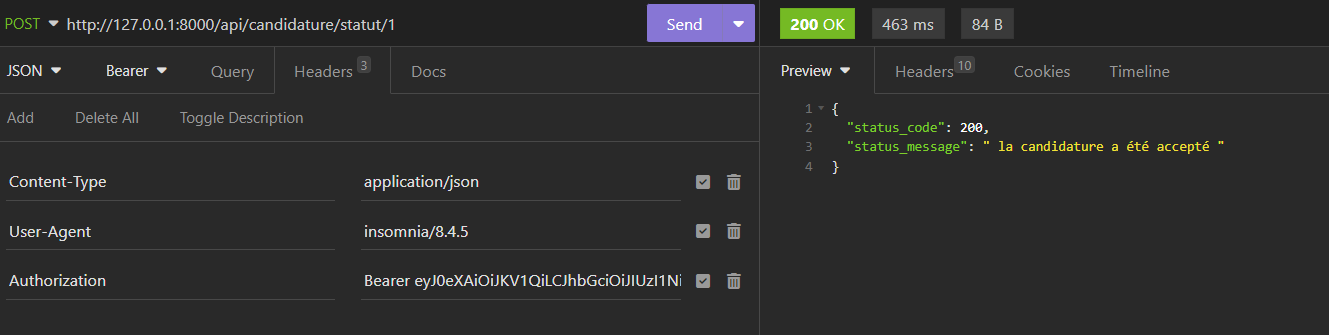 POST http://127.0.0.1:8000/api/candidature/statut/1 Send
JSON Bearer Query Headers 3 Docs
Add Delete All Toggle Description
Content-Type application/json
User-Agent insomnia/8.4.5
Authorization Bearer eyJ0eXAiOiJKV1QiLCJhbGciOiJIUzI1Ni
200 OK 463 ms 84 B
Preview Headers 10 Cookies Timeline
1 {
2 "status_code": 200,
3 "status_message": " la candidature a été accepté "
4 }